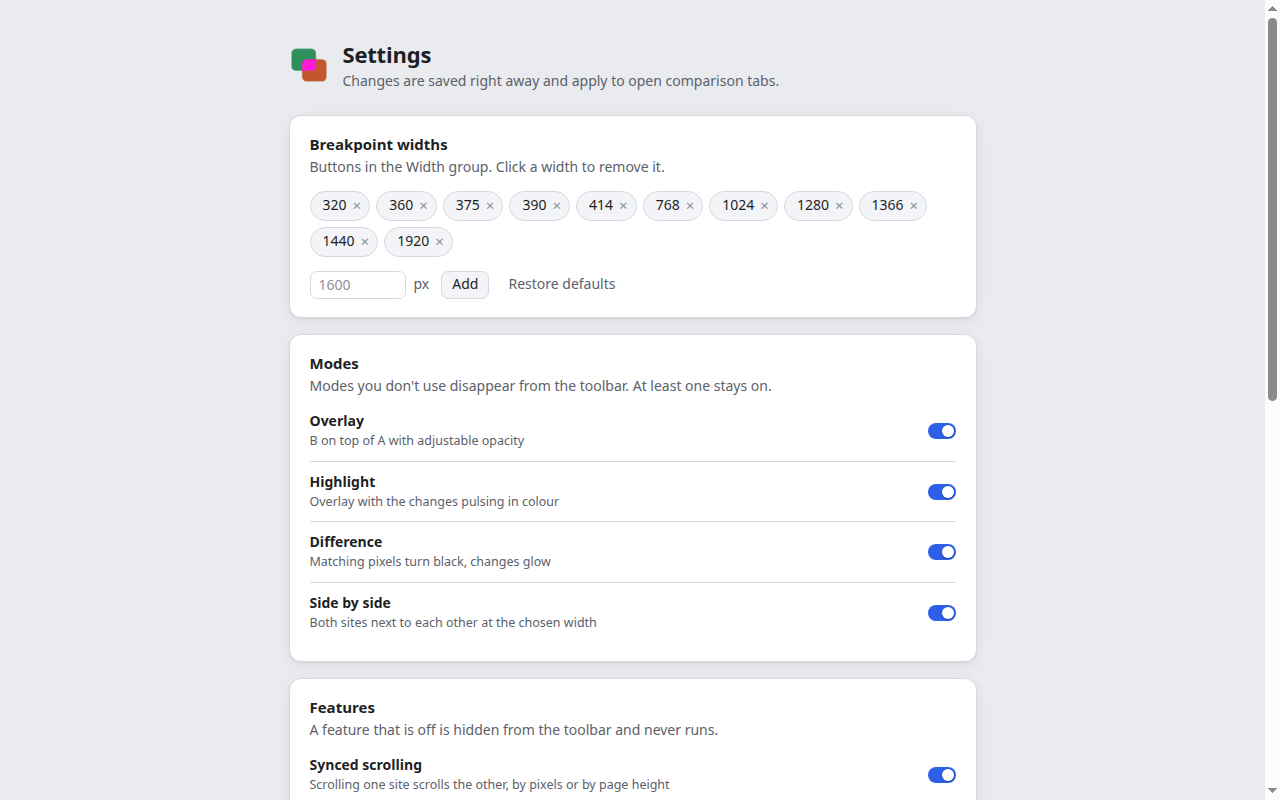 Settings
Changes are saved right away and apply to open comparison tabs.
Breakpoint widths
Buttons in the Width group. Click a width to remove it.
320 × 360 × 375 × 390 × 414 × 768 × 1024 × 1280 × 1366 ×
1440 × 1920 ×
1600 px Add Restore defaults
Modes
Modes you don't use disappear from the toolbar. At least one stays on.
Overlay
B on top of A with adjustable opacity
Highlight
Overlay with the changes pulsing in colour
Difference
Matching pixels turn black, changes glow
Side by side
Both sites next to each other at the chosen width
Features
A feature that is off is hidden from the toolbar and never runs.
Synced scrolling
Scrolling one site scrolls the other, by pixels or by page height